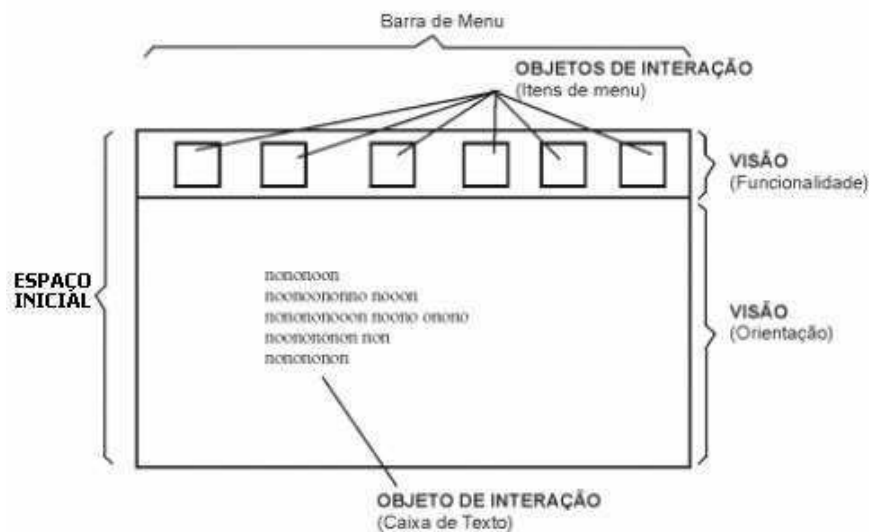 Barra de Menu
OBJETOS DE INTERAÇÃO
(Itens de menu)
VISÃO
(Funcionalidade)
ESPAÇO
INICIAL
nononoon
noonoononno nooon
nonononooon noono onono
noonononon non
nonononon
VISÃO
(Orientação)
OBJETO DE INTERAÇÃO
(Caixa de Texto)